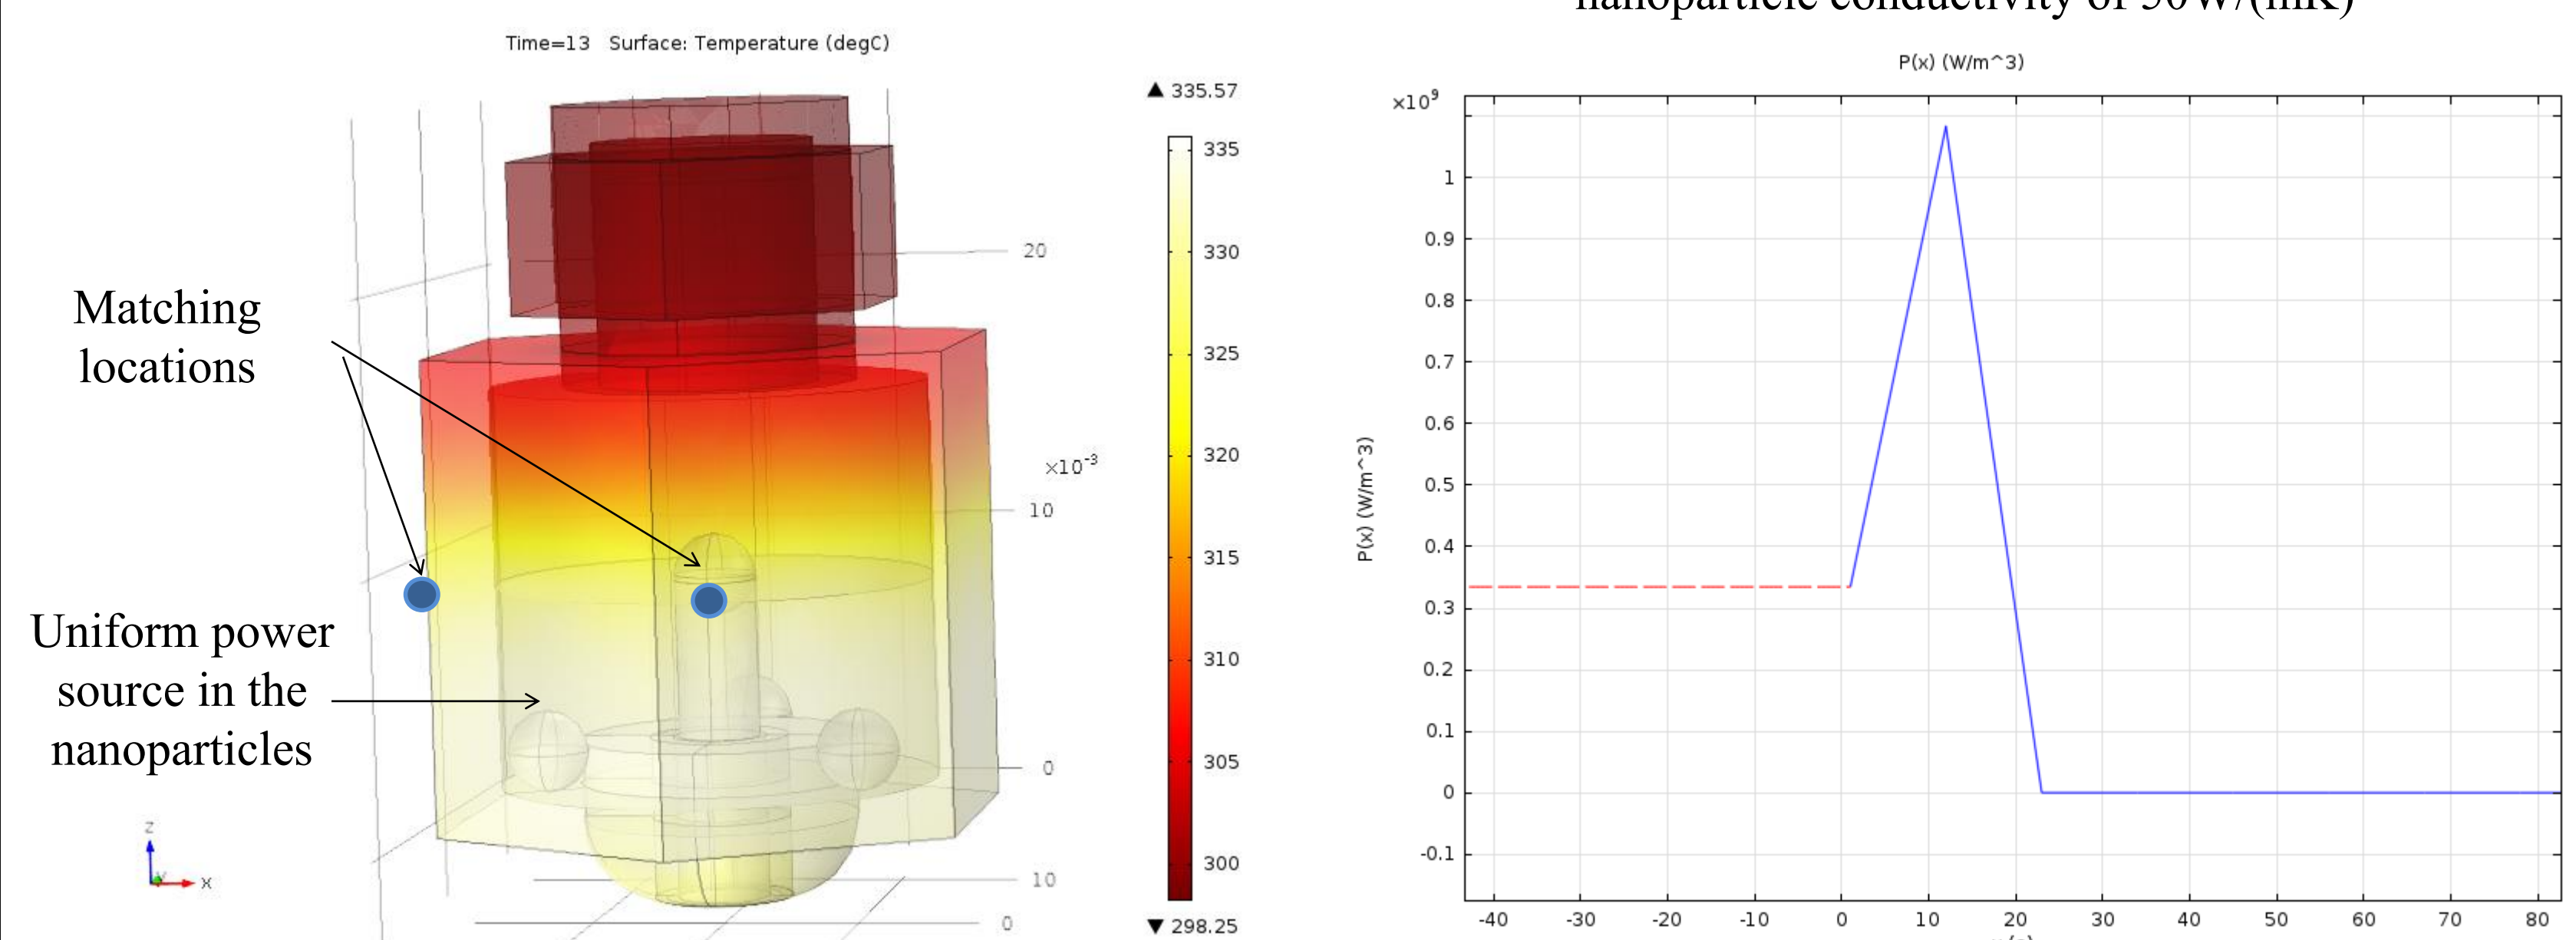 nanoparticle conductivity of 50W/(mK)
Time=13 Surface: Temperature (degC)
▲ 335.57
335
330
325
320
315
310
305
300
▼ 298.25
20
×10⁻³
10
0
10
0
Matching
locations
Uniform power
source in the
nanoparticles
z
y
x
P(x) (W/m^3)
×10⁹
1
0.9
0.8
0.7
0.6
0.5
0.4
0.3
0.2
0.1
0
-0.1
P(x) (W/m^3)
-40 -30 -20 -10 0 10 20 30 40 50 60 70 80